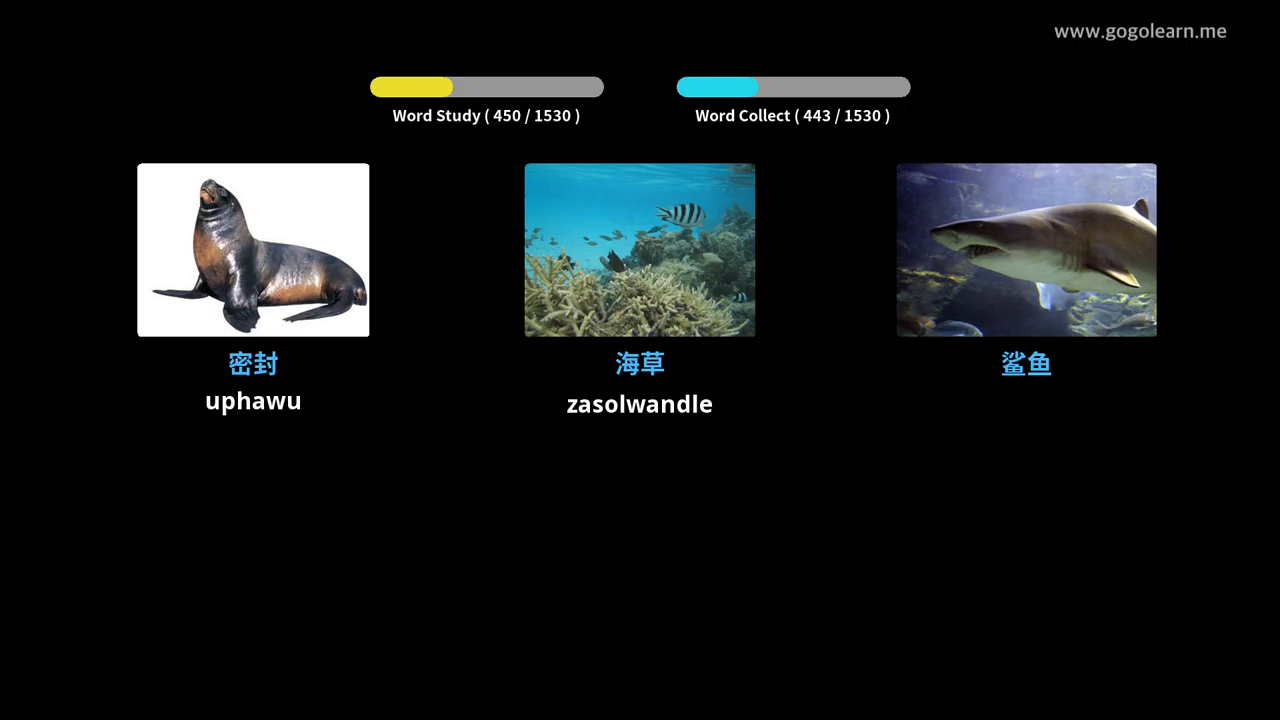 www.gogolearn.me
Word Study ( 450 / 1530 )
Word Collect ( 443 / 1530 )
密封
uphawu
海草
zasolwandle
鲨鱼